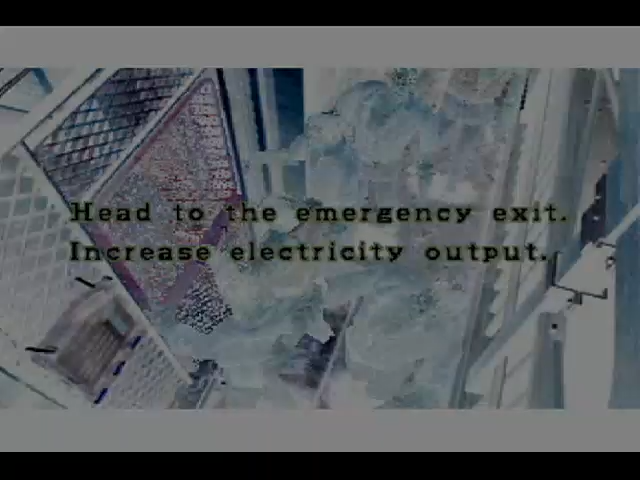 Head to the emergency exit.
Increase electricity output.